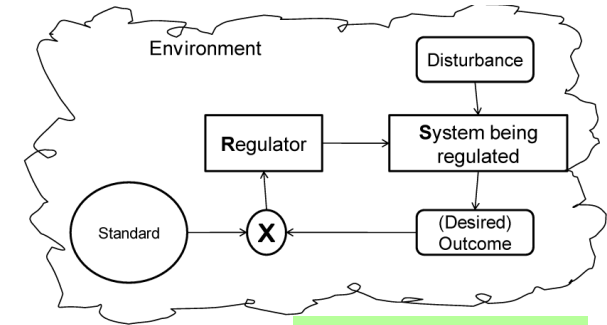 Environment
Disturbance
Regulator
System being
regulated
Standard
X
(Desired)
Outcome